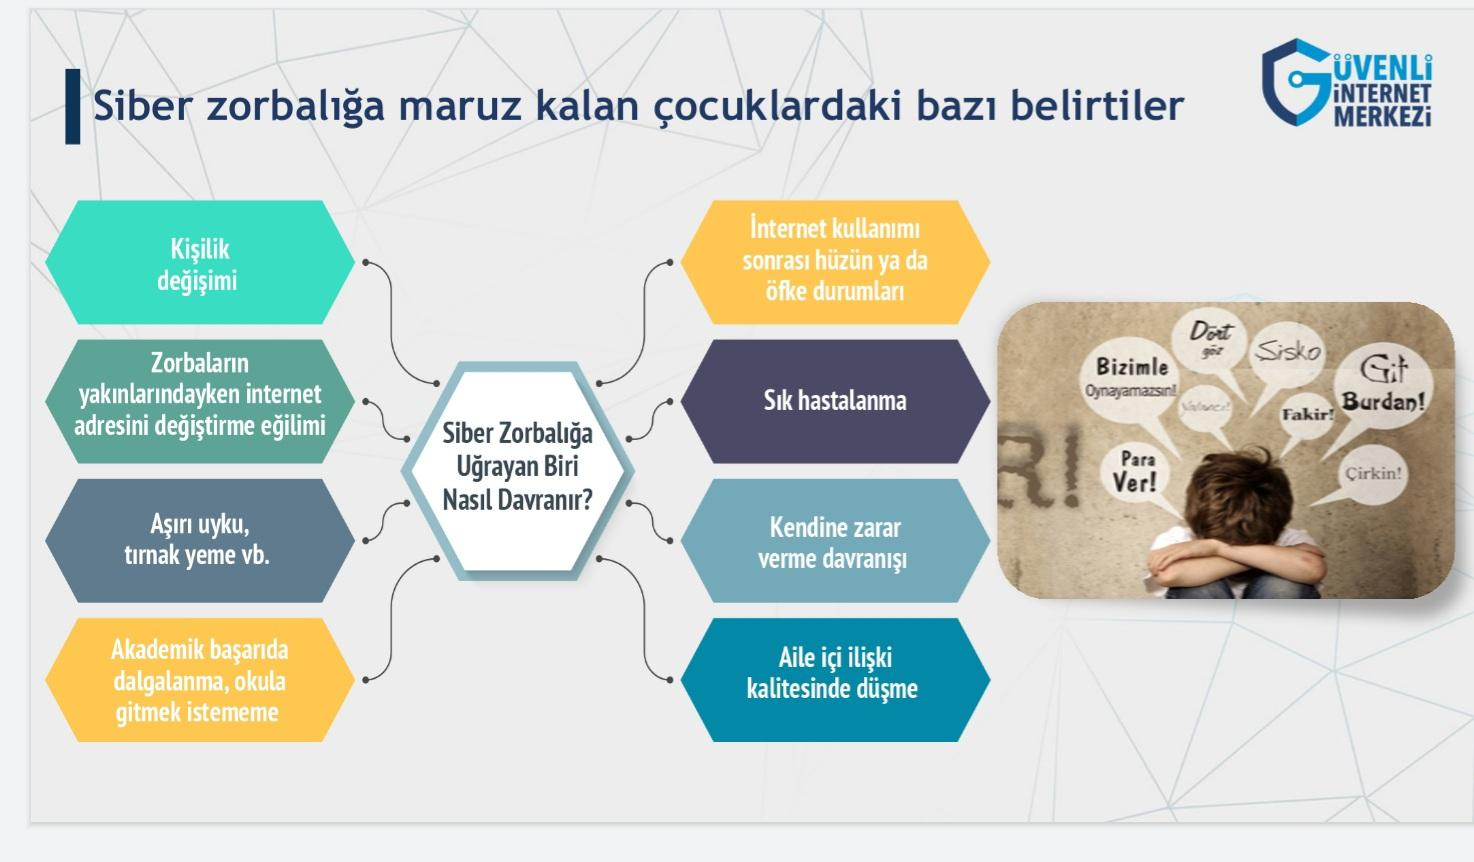 Siber zorbalığa maruz kalan çocuklardaki bazı belirtiler
GÜVENLİ
İNTERNET
MERKEZİ
Kişilik
değişimi
Zorbaların
yakınlarındayken internet
adresini değiştirme eğilimi
Aşırı uyku,
tırnak yeme vb.
Akademik başarıda
dalgalanma, okula
gitmek istememe
Siber Zorbalığa
Uğrayan Biri
Nasıl Davranır?
İnternet kullanımı
sonrası hüzün ya da
öfke durumları
Sık hastalanma
Kendine zarar
verme davranışı
Aile içi ilişki
kalitesinde düşme
Dört
göz
Şişko
Bizimle
Oynayamazsın!
Git
Burdan!
Yalancı!
Fakir!
Para
Ver!
Çirkin!
R!